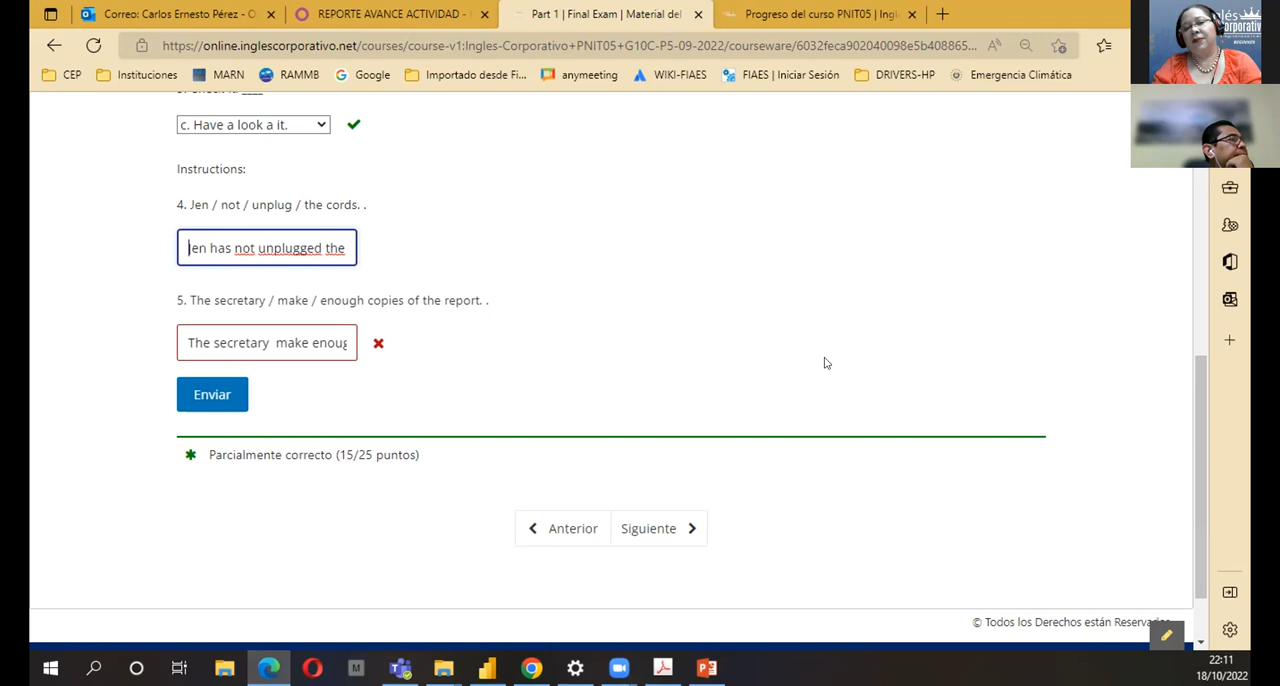 Correo: Carlos Ernesto Pérez - O
REPORTE AVANCE ACTIVIDAD -
Part 1 | Final Exam | Material del
Progreso del curso PNIT05 | Ingl
https://online.inglescorporativo.net/courses/course-v1:Ingles-Corporativo+PNIT05+G10C-P5-09-2022/courseware/6032feca902040098e5b408865...
CEP
Instituciones
MARN
RAMMB
Google
Importado desde Fi...
anymeeting
WIKI-FIAES
FIAES | Iniciar Sesión
DRIVERS-HP
Emergencia Climática
c. Have a look a it.
Instructions:
4. Jen / not / unplug / the cords. .
Jen has not unplugged the
5. The secretary / make / enough copies of the report. .
The secretary  make enoug
Enviar
Parcialmente correcto (15/25 puntos)
Anterior
Siguiente
© Todos los Derechos están
22:11
18/10/2022